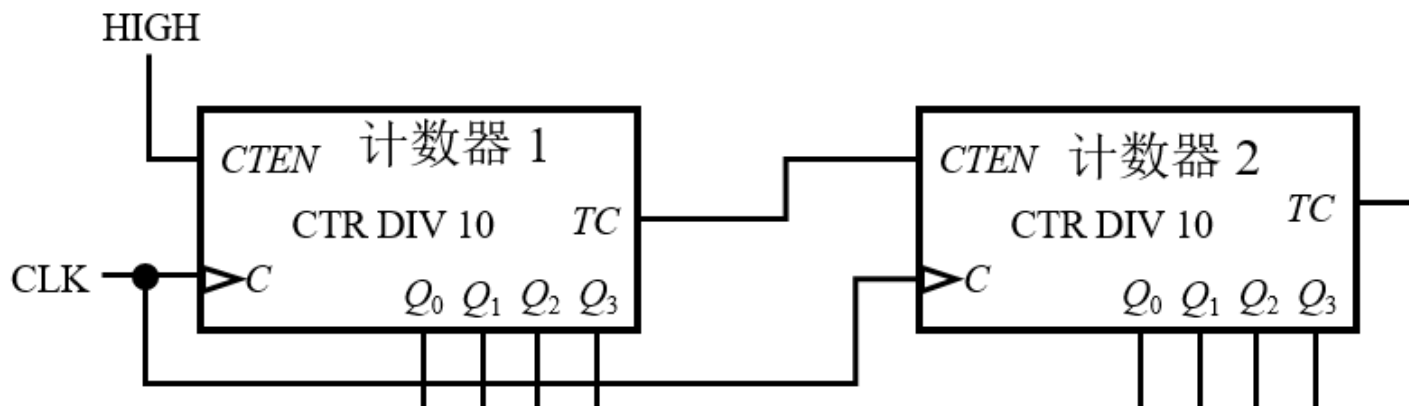 HIGH
CTEN 计数器 1
CTR DIV 10 TC
CLK C
Q0 Q1 Q2 Q3
CTEN 计数器 2
CTR DIV 10 TC
C
Q0 Q1 Q2 Q3